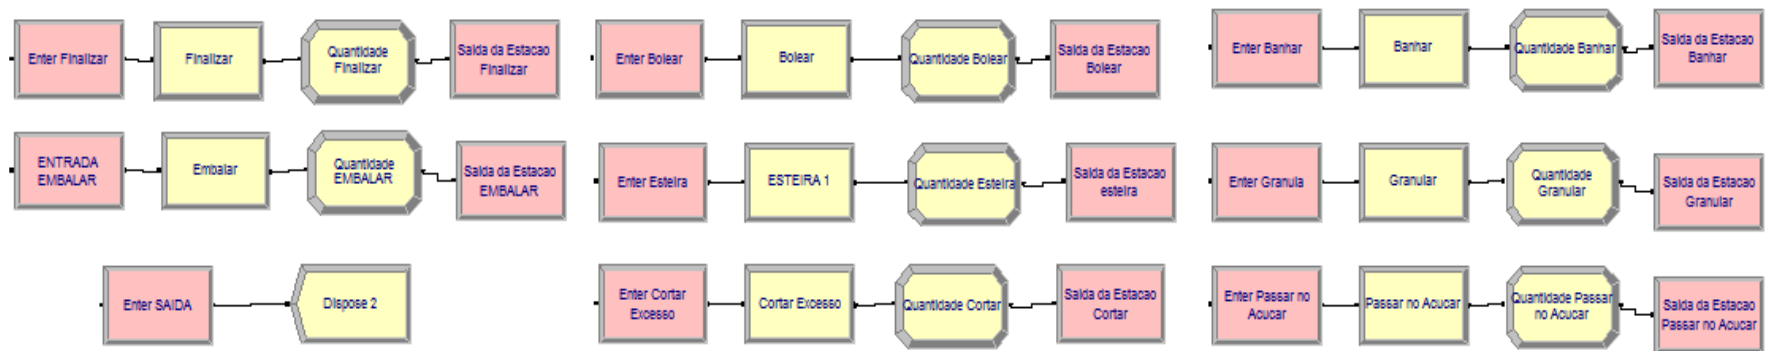 Enter Finalizar
Finalizar
Quantidade
Finalizar
Saida da Estacao
Finalizar
Enter Bolear
Bolear
Quantidade Bolear
Saida da Estacao
Bolear
Enter Banhar
Banhar
Quantidade Banhar
Saida da Estacao
Banhar
ENTRADA
EMBALAR
Embalar
Quantidade
EMBALAR
Saida da Estacao
EMBALAR
Enter Esteira
ESTEIRA 1
Quantidade Esteira
Saida da Estacao
esteira
Enter Granula
Granular
Quantidade
Granular
Saida da Estacao
Granular
Enter SAIDA
Dispose 2
Enter Cortar
Excesso
Cortar Excesso
Quantidade Cortar
Saida da Estacao
Cortar
Enter Passar no
Acucar
Passar no Acucar
Quantidade Passar
no Acucar
Saida da Estacao
Passar no Acucar